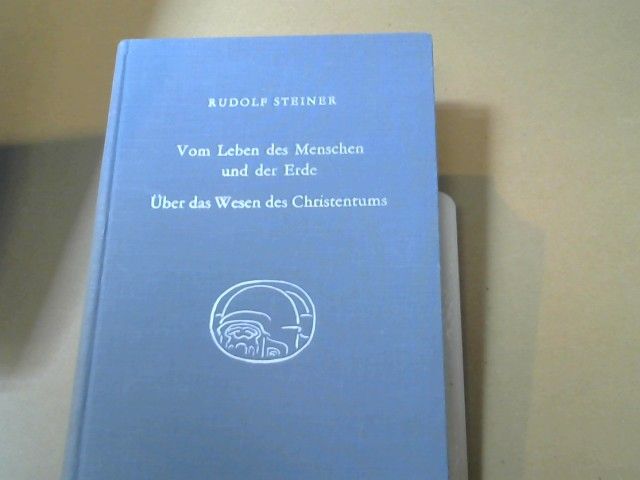 RUDOLF STEINER
Vom Leben des Menschen
und der Erde
Über das Wesen des Christentums